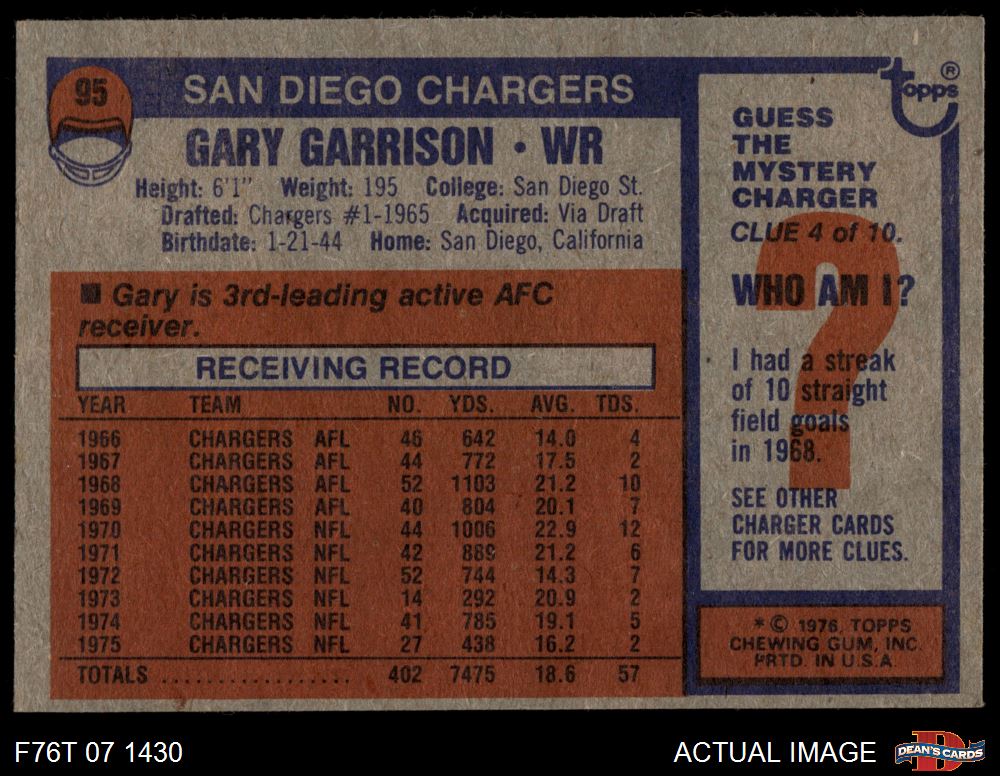 95
SAN DIEGO CHARGERS
GARY GARRISON • WR
Height: 6'1" Weight: 195 College: San Diego St.
Drafted: Chargers #1-1965 Acquired: Via Draft
Birthdate: 1-21-44 Home: San Diego, California
■ Gary is 3rd-leading active AFC
receiver.
RECEIVING RECORD
YEAR TEAM NO. YDS. AVG. TDS.
1966 CHARGERS AFL 46 642 14.0 4
1967 CHARGERS AFL 44 772 17.5 2
1968 CHARGERS AFL 52 1103 21.2 10
1969 CHARGERS AFL 40 804 20.1 7
1970 CHARGERS NFL 44 1006 22.9 12
1971 CHARGERS NFL 42 889 21.2 6
1972 CHARGERS NFL 52 744 14.3 7
1973 CHARGERS NFL 14 292 20.9 2
1974 CHARGERS NFL 41 785 19.1 5
1975 CHARGERS NFL 27 438 16.2 2
TOTALS .................. 402 7475 18.6 57
topps ®
GUESS
THE
MYSTERY
CHARGER
CLUE 4 of 10.
WHO AM I?
?
I had a streak
of 10 straight
field goals
in 1968.
SEE OTHER
CHARGER CARDS
FOR MORE CLUES.
* © 1976, TOPPS
CHEWING GUM, INC.
PRTD. IN U.S.A.
F76T 07 1430
ACTUAL IMAGE
DEAN'S CARDS